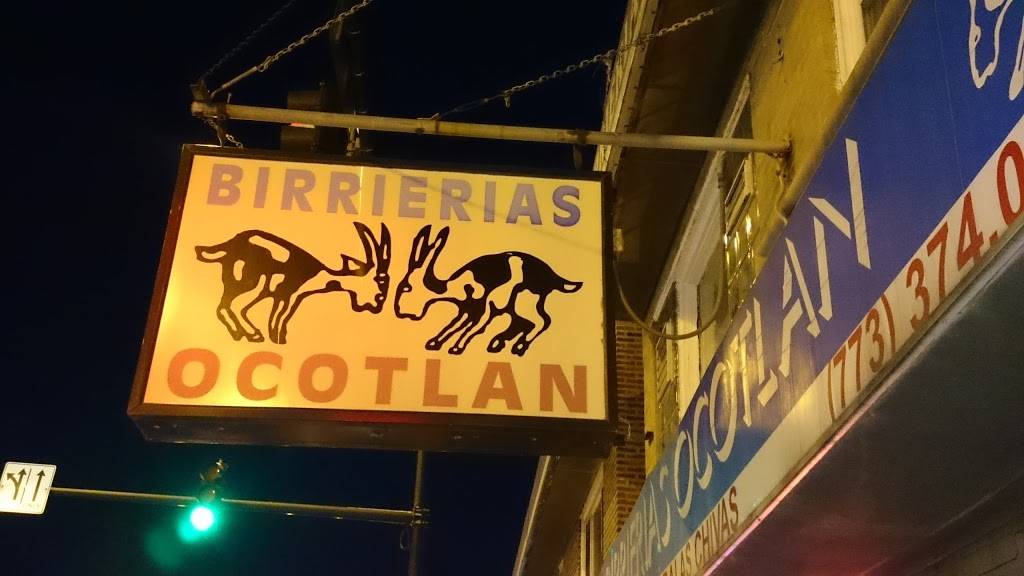 BIRRIERIAS
OCOTLAN
BIRRIERIAS OCOTLAN
(773) 374.0
LAS CHIVAS